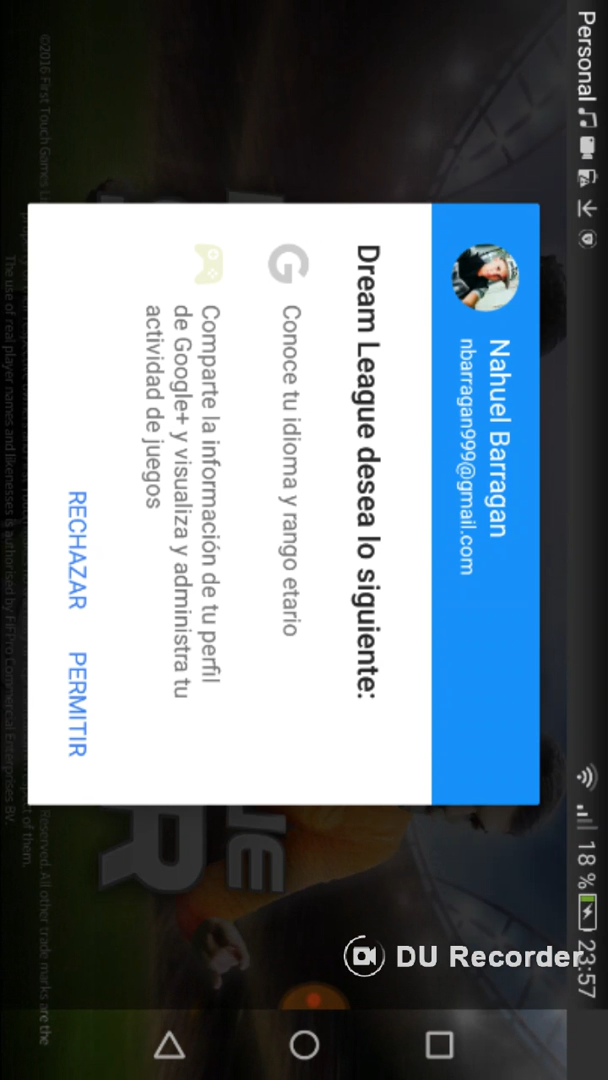 Personal
18 % 23:57
Nahuel Barragan
nbarragan999@gmail.com
Dream League desea lo siguiente:
G
Conoce tu idioma y rango etario
Comparte la información de tu perfil
de Google+ y visualiza y administra tu
actividad de juegos
RECHAZAR PERMITIR
DU Recorder
UE
R
©2016 First Touch Games
Reserved. All other trade marks are the
of them.
The use of real player names and likenesses is authorised by FIFPro Commercial Enterprises BV.